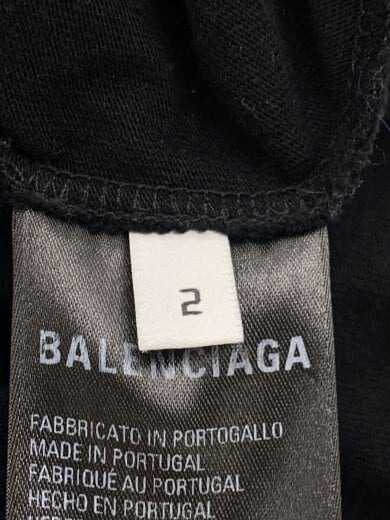 2
BALENCIAGA
FABBRICATO IN PORTOGALLO
MADE IN PORTUGAL
FABRIQUÉ AU PORTUGAL
HECHO EN PORTUGAL